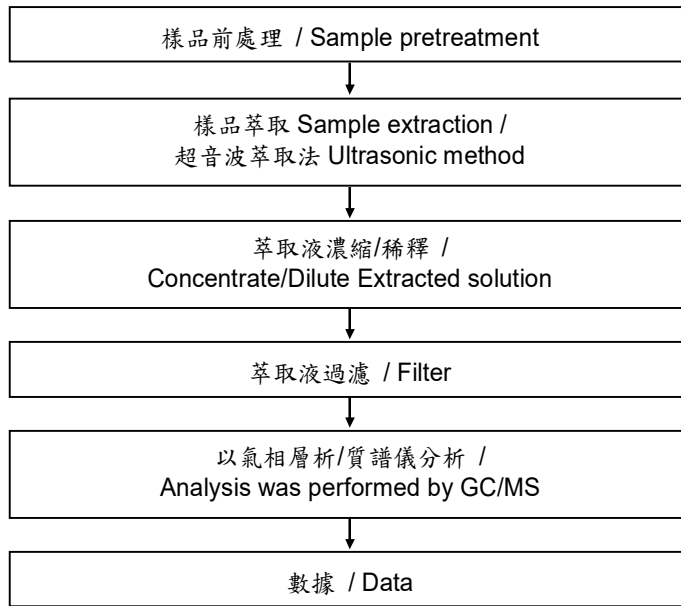 樣品前處理 / Sample pretreatment
樣品萃取 Sample extraction /
超音波萃取法 Ultrasonic method
萃取液濃縮/稀釋 /
Concentrate/Dilute Extracted solution
萃取液過濾 / Filter
以氣相層析/質譜儀分析 /
Analysis was performed by GC/MS
數據 / Data